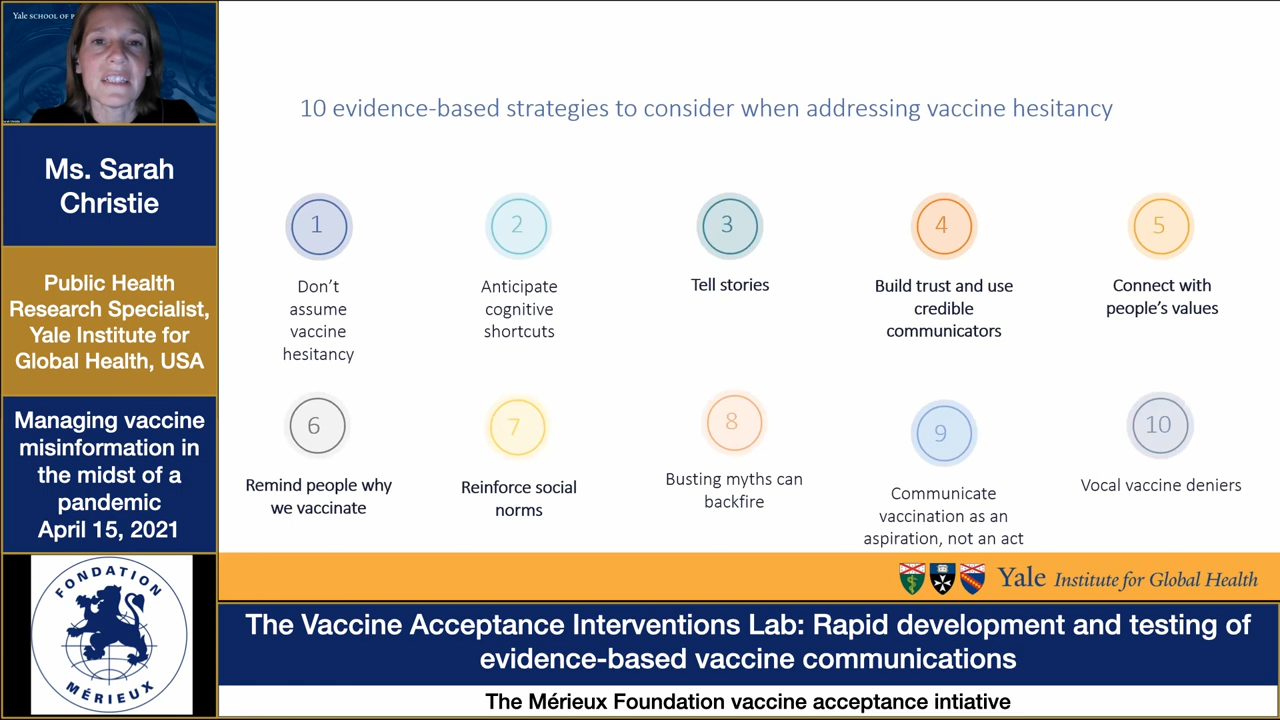 Yale SCHOOL OF P
Ms. Sarah
Christie
Public Health
Research Specialist,
Yale Institute for
Global Health, USA
Managing vaccine
misinformation in
the midst of a
pandemic
April 15, 2021
FONDATION
MÉRIEUX
10 evidence-based strategies to consider when addressing vaccine hesitancy
1
Don't
assume
vaccine
hesitancy
2
Anticipate
cognitive
shortcuts
3
Tell stories
4
Build trust and use
credible
communicators
5
Connect with
people's values
6
Remind people why
we vaccinate
7
Reinforce social
norms
8
Busting myths can
backfire
9
Communicate
vaccination as an
aspiration, not an act
10
Vocal vaccine deniers
Yale Institute for Global Health
The Vaccine Acceptance Interventions Lab: Rapid development and testing of
evidence-based vaccine communications
The Mérieux Foundation vaccine acceptance intiative